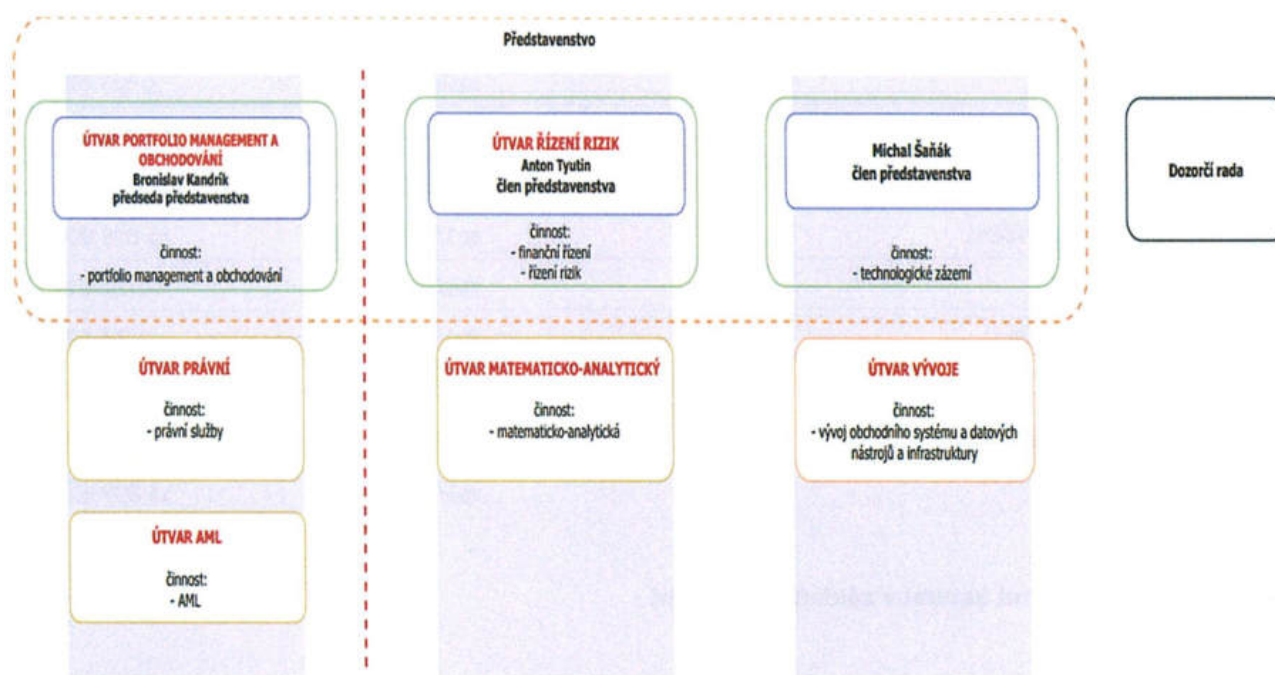 Představenstvo
ÚTVAR PORTFOLIO MANAGEMENT A
OBCHODOVÁNÍ
Bronislav Kandrík
předseda představenstva
činnost:
- portfolio management a obchodování
ÚTVAR ŘÍZENÍ RIZIK
Anton Tyutin
člen představenstva
činnost:
- finanční řízení
- řízení rizik
Michal Šaňák
člen představenstva
činnost:
- technologické zázemí
Dozorčí rada
ÚTVAR PRÁVNÍ
činnost:
- právní služby
ÚTVAR MATEMATICKO-ANALYTICKÝ
činnost:
- matematicko-analytická
ÚTVAR VÝVOJE
činnost:
- vývoj obchodního systému a datových
nástrojů a infrastruktury
ÚTVAR AML
činnost:
- AML